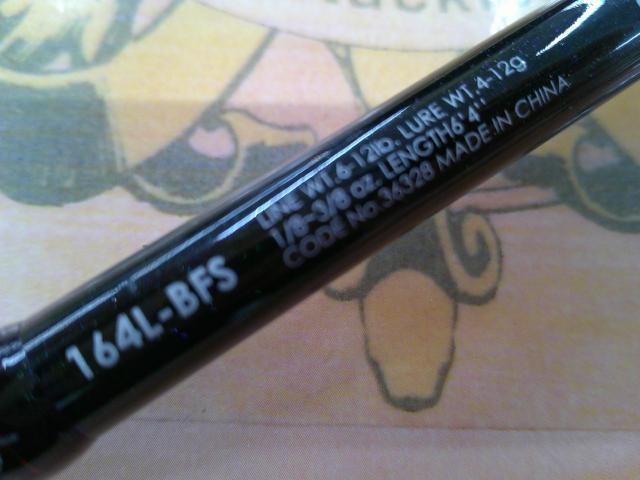 164L-BFS
LINE WT.6-12lb. LURE WT.4-12g
1/8-3/8 oz. LENGTH6'4"
CODE No.36328 MADE.IN CHINA